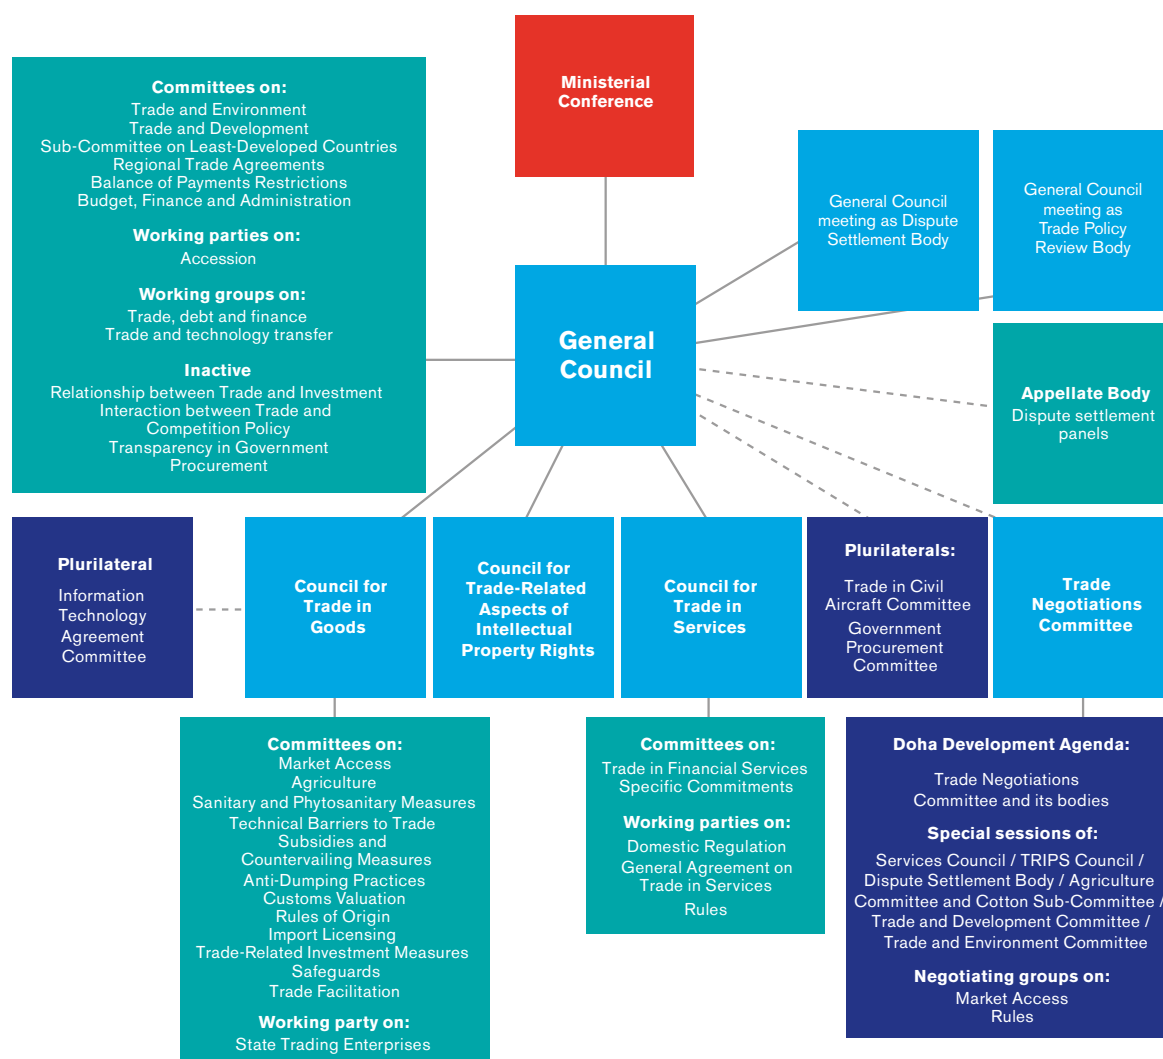 Ministerial
Conference
Committees on:
Trade and Environment
Trade and Development
Sub-Committee on Least-Developed Countries
Regional Trade Agreements
Balance of Payments Restrictions
Budget, Finance and Administration
Working parties on:
Accession
Working groups on:
Trade, debt and finance
Trade and technology transfer
Inactive
Relationship between Trade and Investment
Interaction between Trade and
Competition Policy
Transparency in Government
Procurement
General Council
meeting as Dispute
Settlement Body
General Council
meeting as
Trade Policy
Review Body
General
Council
Appellate Body
Dispute settlement
panels
Plurilateral
Information
Technology
Agreement
Committee
Council for
Trade in
Goods
Council for
Trade-Related
Aspects of
Intellectual
Property Rights
Council for
Trade in
Services
Plurilaterals:
Trade in Civil
Aircraft Committee
Government
Procurement
Committee
Trade
Negotiations
Committee
Committees on:
Market Access
Agriculture
Sanitary and Phytosanitary Measures
Technical Barriers to Trade
Subsidies and
Countervailing Measures
Anti-Dumping Practices
Customs Valuation
Rules of Origin
Import Licensing
Trade-Related Investment Measures
Safeguards
Trade Facilitation
Working party on:
State Trading Enterprises
Committees on:
Trade in Financial Services
Specific Commitments
Working parties on:
Domestic Regulation
General Agreement on
Trade in Services
Rules
Doha Development Agenda:
Trade Negotiations
Committee and its bodies
Special sessions of:
Services Council / TRIPS Council /
Dispute Settlement Body / Agriculture
Committee and Cotton Sub-Committee /
Trade and Development Committee /
Trade and Environment Committee
Negotiating groups on:
Market Access
Rules